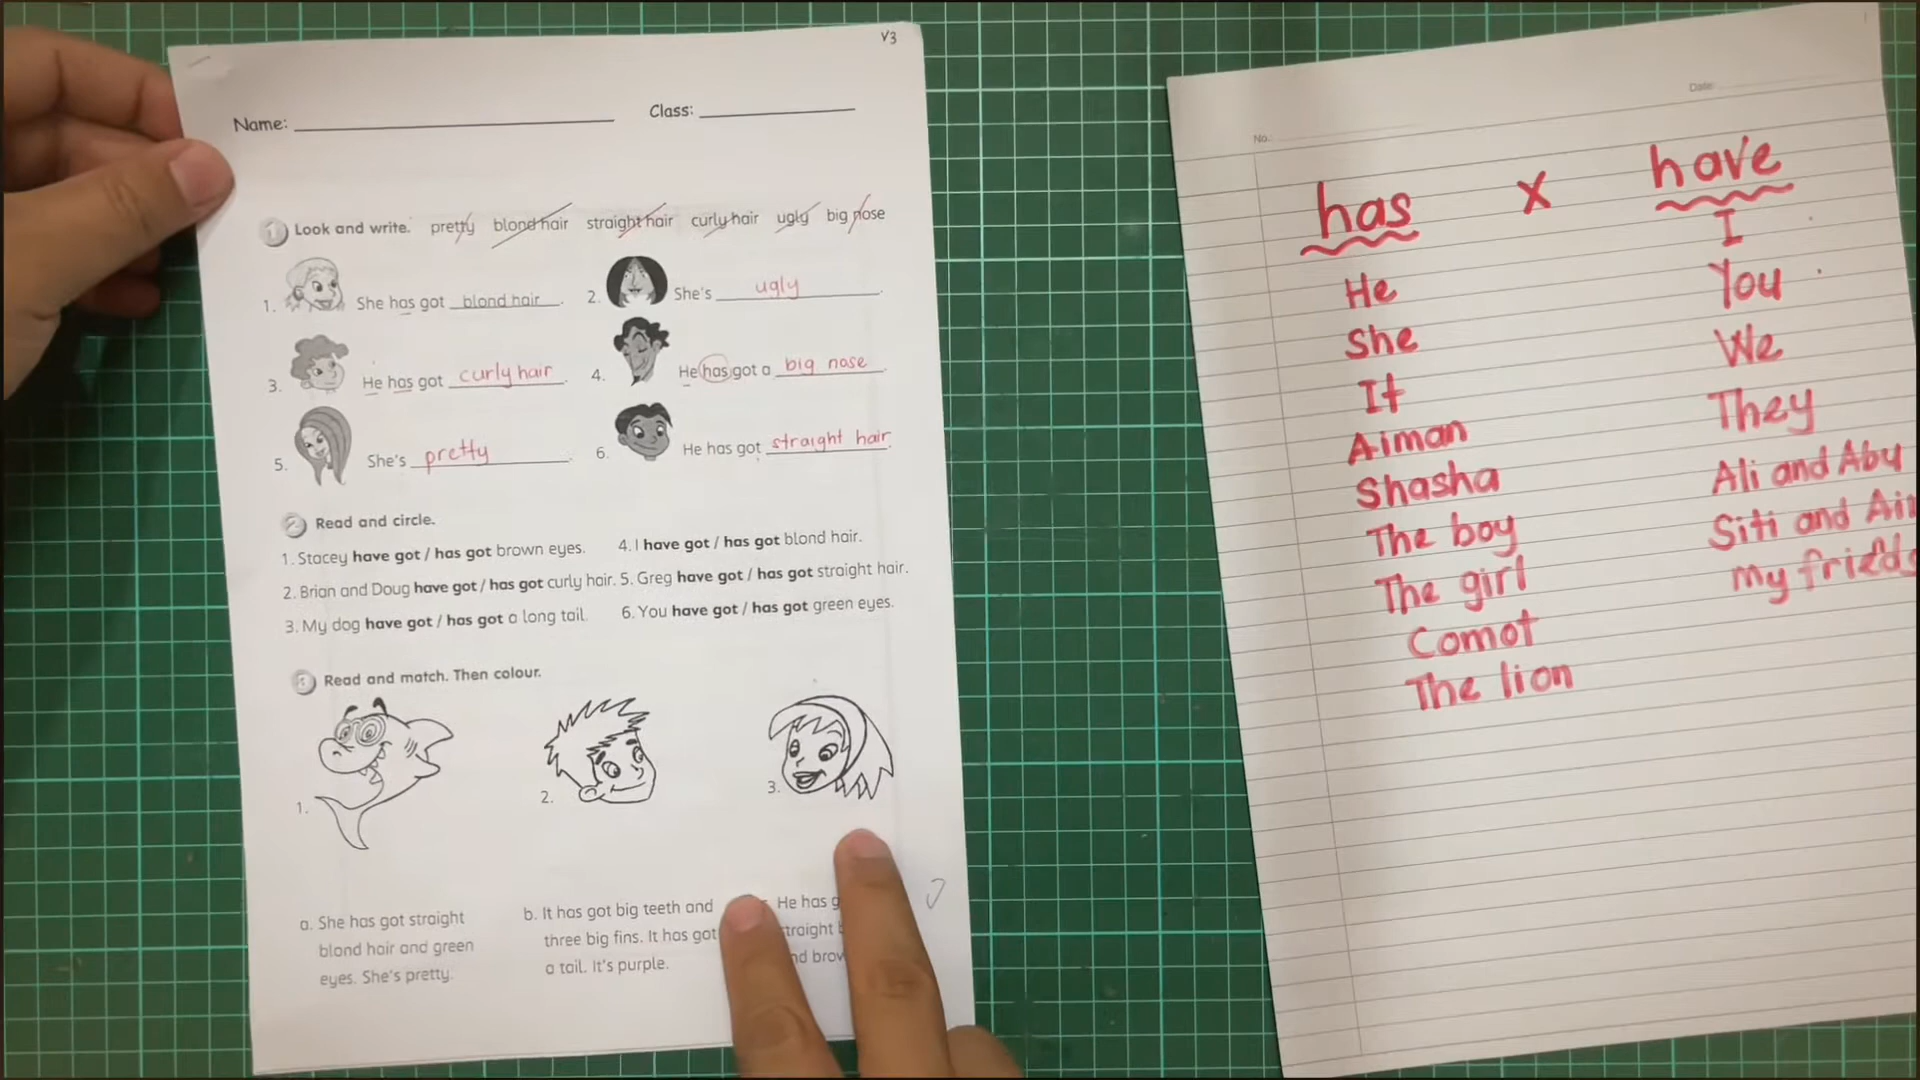 Y3
Name: Class:
1 Look and write. pretty blond hair straight hair curly hair ugly big nose
1. She has got blond hair. 2. She's ugly.
3. He has got curly hair. 4. He has got a big nose.
5. She's pretty. 6. He has got straight hair.
2 Read and circle.
1. Stacey have got / has got brown eyes. 4. I have got / has got blond hair.
2. Brian and Doug have got / has got curly hair. 5. Greg have got / has got straight hair.
3. My dog have got / has got a long tail. 6. You have got / has got green eyes.
3 Read and match. Then colour.
1. 2. 3.
a. She has got straight
blond hair and green
eyes. She's pretty.
b. It has got big teeth and
three big fins. It has got
a tail. It's purple.
He has
No. Date
has x have
He I
She You
It We
Aiman They
Shasha Ali and Abu
The boy Siti and
The girl My friends
Comot
The lion